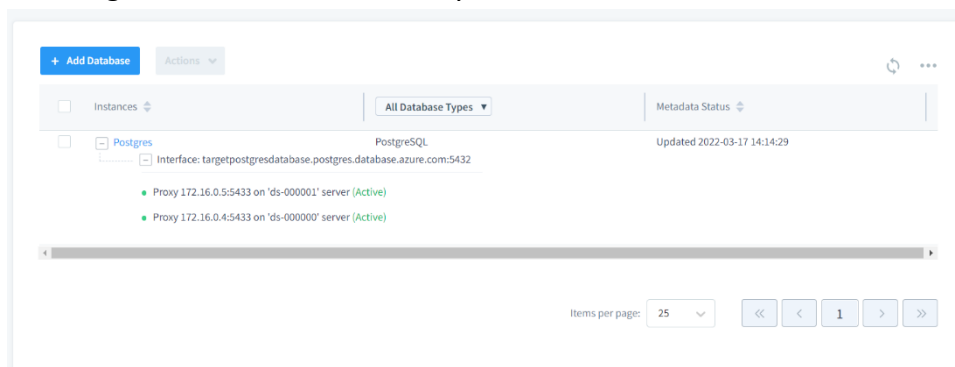 + Add Database Actions
Instances All Database Types ▼ Metadata Status
Postgres PostgreSQL Updated 2022-03-17 14:14:29
Interface: targetpostgresdatabase.postgres.database.azure.com:5432
Proxy 172.16.0.5:5433 on 'ds-000001' server (Active)
Proxy 172.16.0.4:5433 on 'ds-000000' server (Active)
Items per page: 25 « < 1 > »